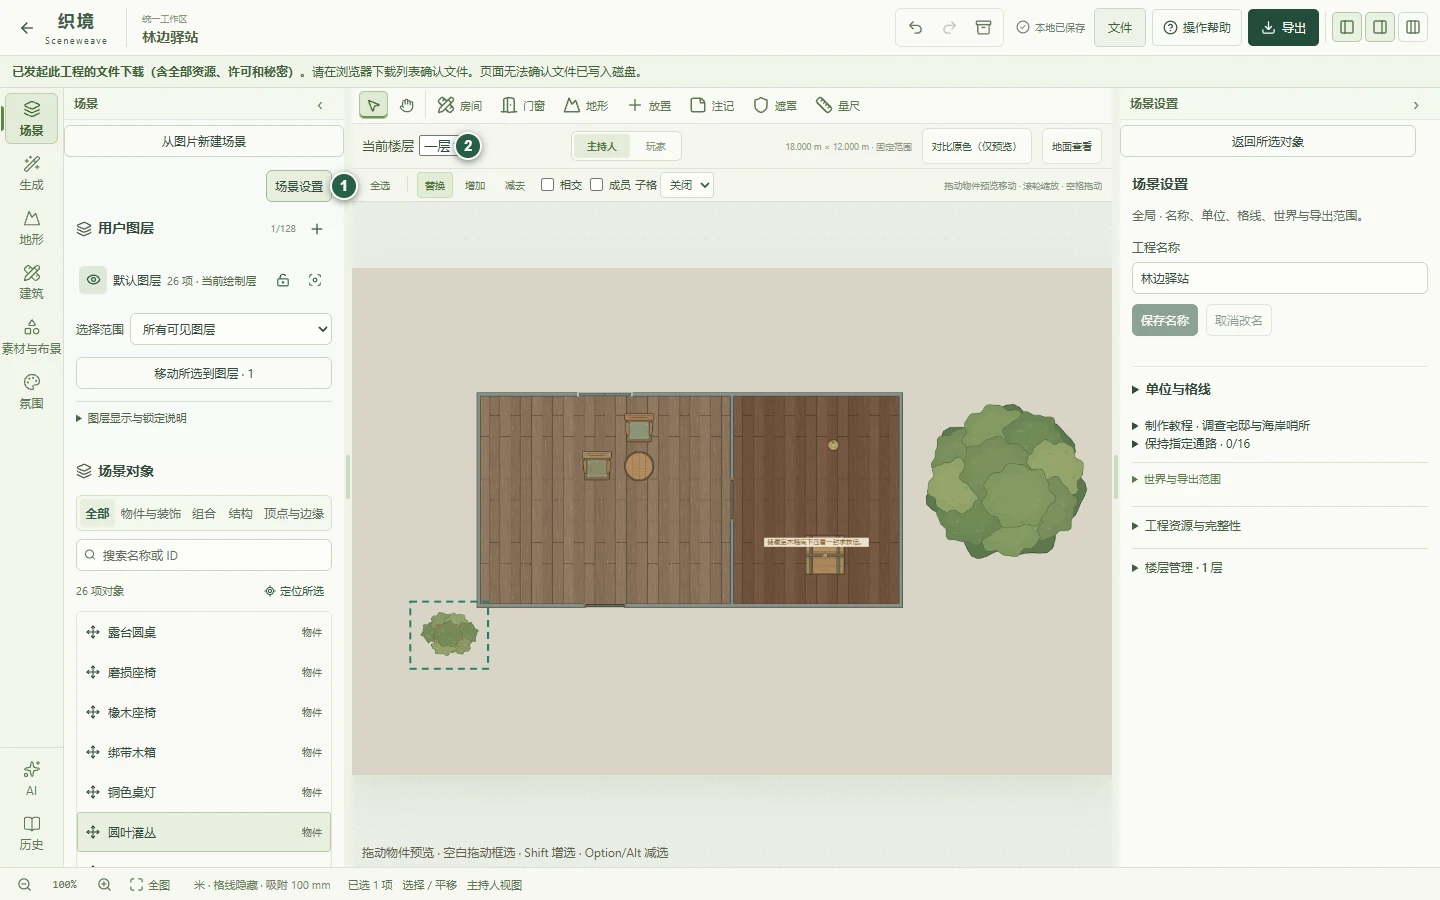 织境
Sceneweave
统一工作区
林边驿站
本地已保存
文件
操作帮助
导出
已发起此工程的文件下载（含全部资源、许可和秘密）。请在浏览器下载列表确认文件。页面无法确认文件已写入磁盘。
场景
生成
地形
建筑
素材与布景
氛围
AI
历史
场景
从图片新建场景
场景设置
1
用户图层
1/128
默认图层 26 项 · 当前绘制层
选择范围 所有可见图层
移动所选到图层 · 1
图层显示与锁定说明
场景对象
全部 物件与装饰 组合 结构 顶点与边缘
搜索名称或 ID
26 项对象
定位所选
露台圆桌 物件
磨损座椅 物件
橡木座椅 物件
绑带木箱 物件
铜色桌灯 物件
圆叶灌丛 物件
房间 门窗 地形 放置 注记 遮罩 量尺
当前楼层 一层
2
主持人 玩家
18.000 m × 12.000 m · 固定范围
对比原色（仅预览）
地面查看
全选 替换 增加 减去 相交 成员 子格 关闭
拖动物件预览移动 · 滚轮缩放 · 空格拖动
拖动物件预览 · 空白拖动框选 · Shift 增选 · Option/Alt 减选
场景设置
返回所选对象
场景设置
全局 · 名称、单位、格线、世界与导出范围。
工程名称
林边驿站
保存名称 取消改名
单位与格线
制作教程 · 调查宅邸与海岸哨所
保持指定通路 · 0/16
世界与导出范围
工程资源与完整性
楼层管理 · 1 层
100%
全图
米 · 格线隐藏 · 吸附 100 mm
已选 1 项
选择 / 平移
主持人视图